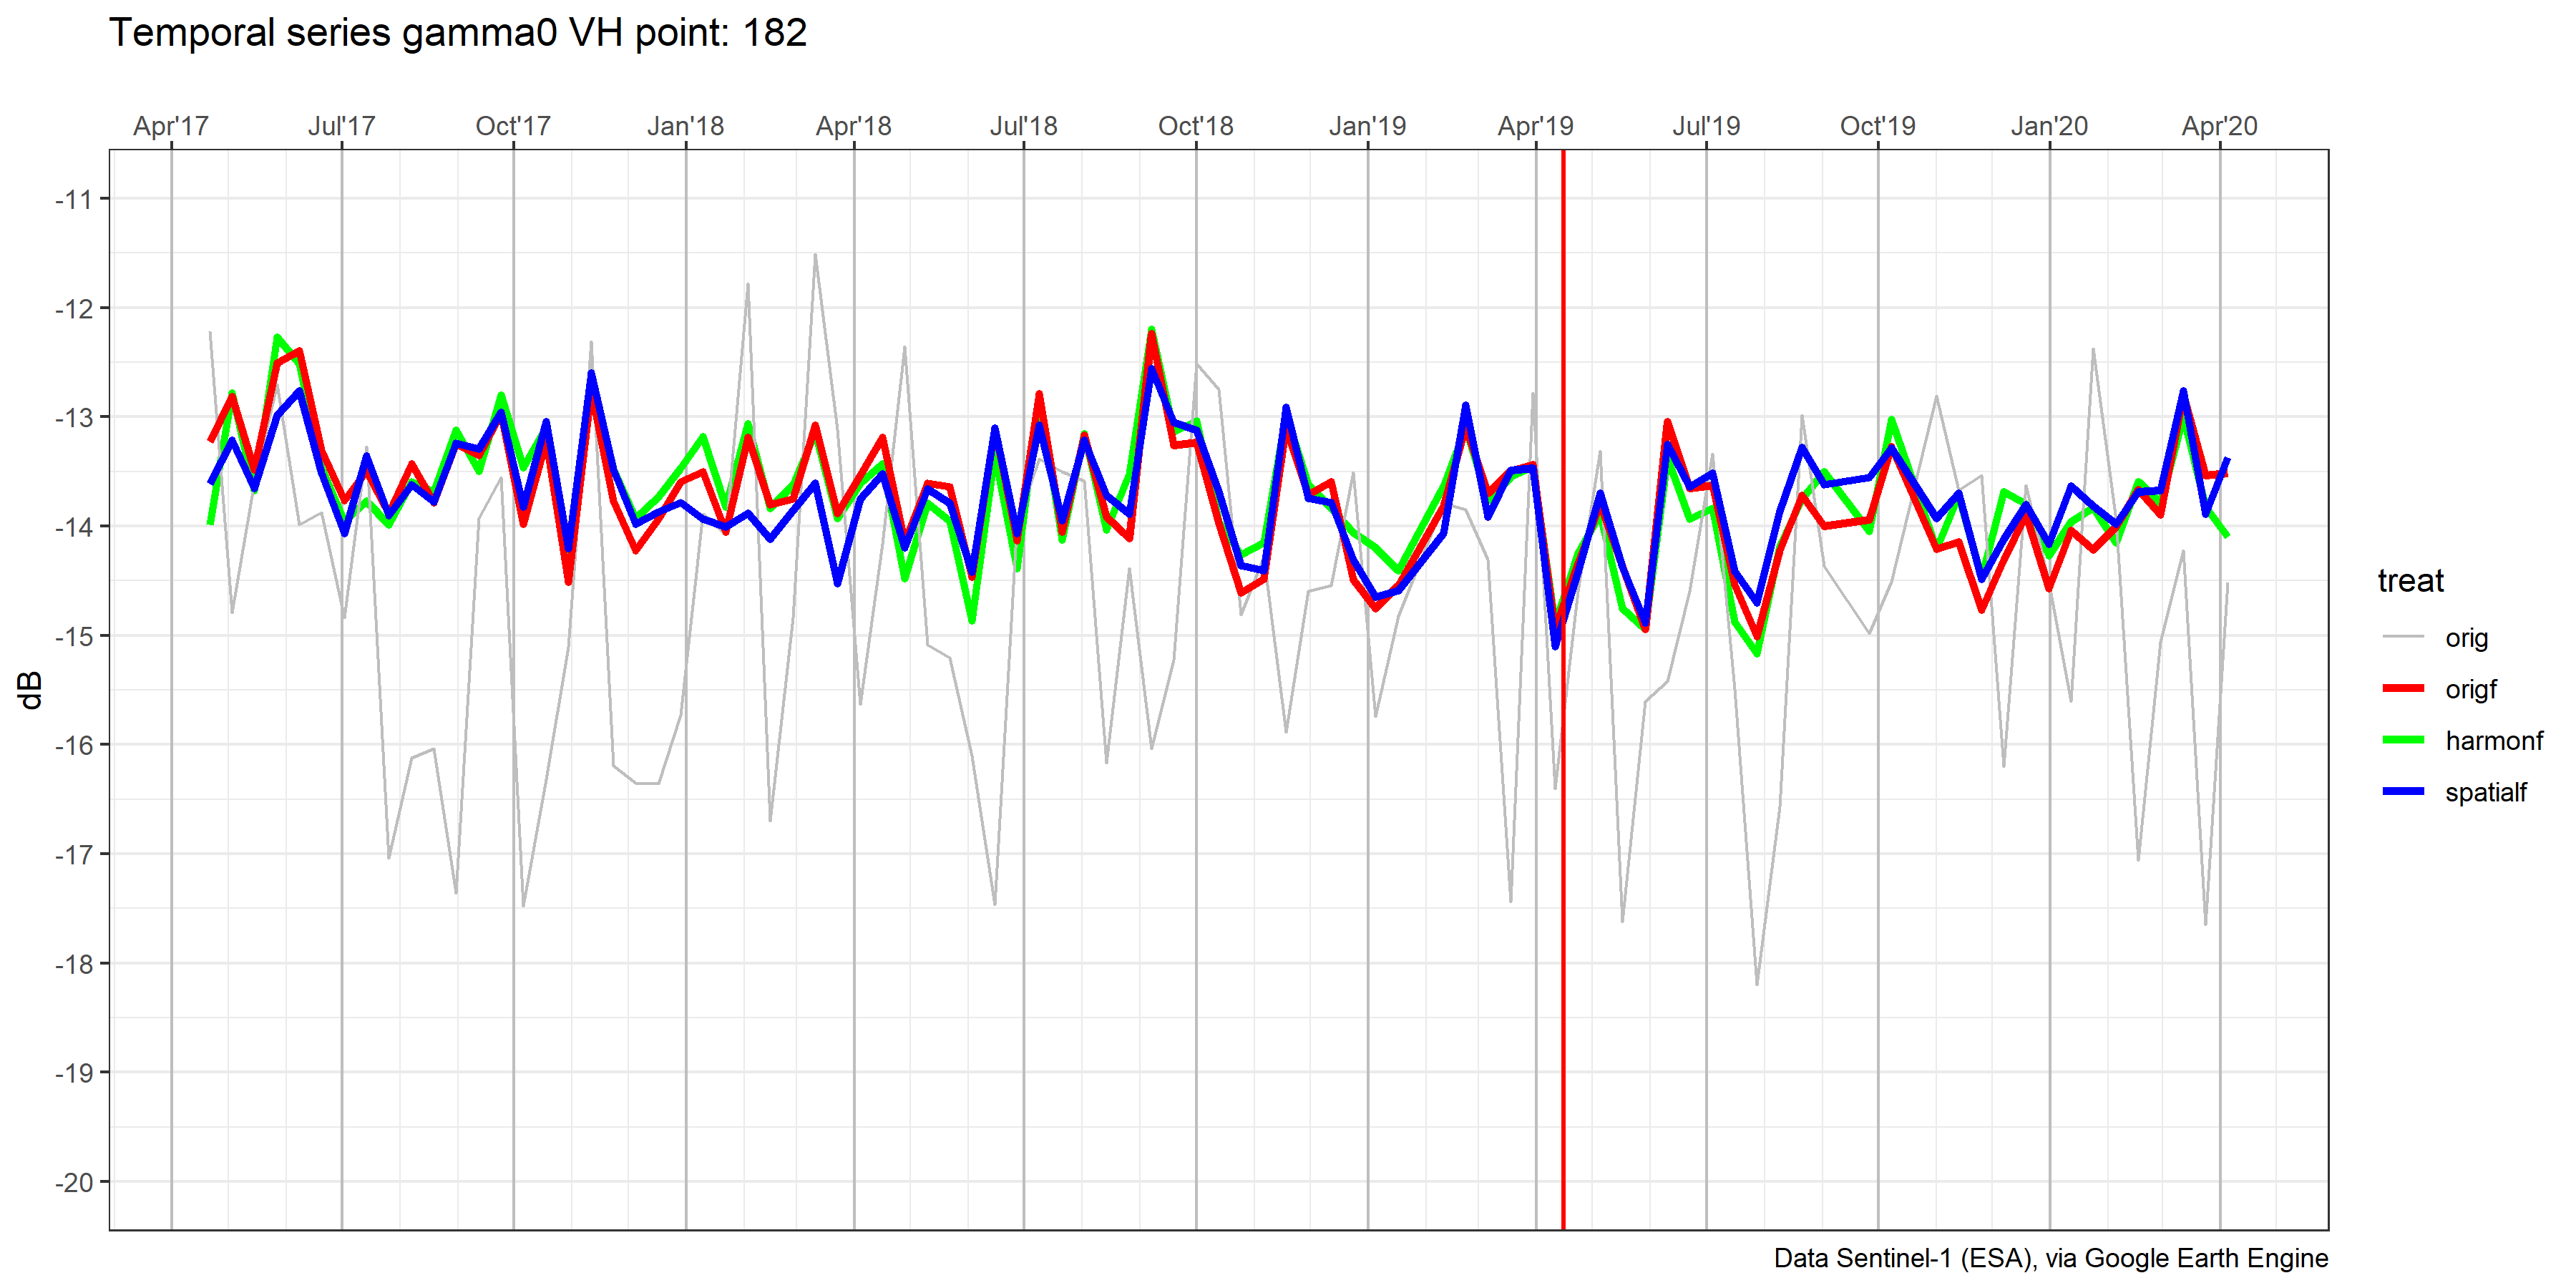 Temporal series gamma0 VH point: 182
Apr'17 Jul'17 Oct'17 Jan'18 Apr'18 Jul'18 Oct'18 Jan'19 Apr'19 Jul'19 Oct'19 Jan'20 Apr'20
-11
-12
-13
-14
-15
-16
-17
-18
-19
-20
dB
treat
orig
origf
harmonf
spatialf
Data Sentinel-1 (ESA), via Google Earth Engine